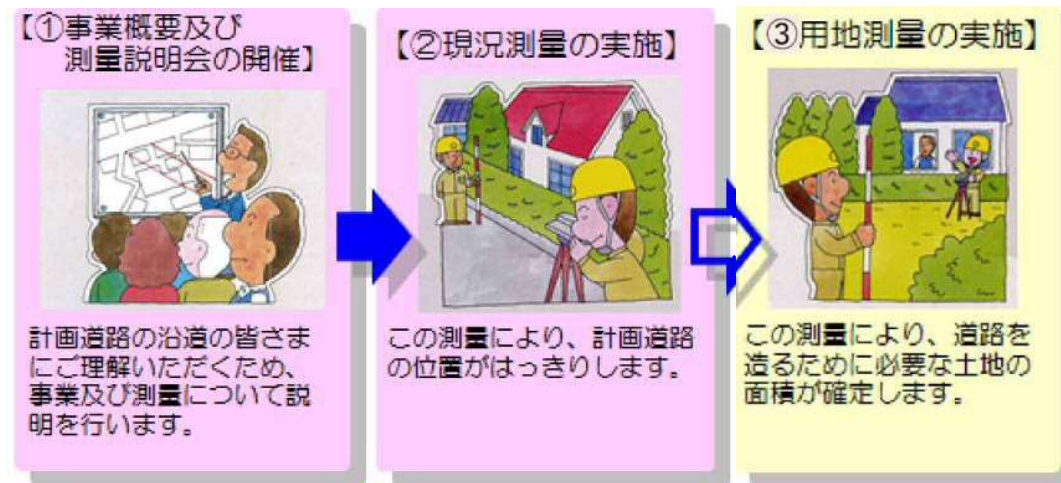 【①事業概要及び
測量説明会の開催】
計画道路の沿道の皆さま
にご理解いただくため、
事業及び測量について説
明を行います。
【②現況測量の実施】
この測量により、計画道路
の位置がはっきりします。
【③用地測量の実施】
この測量により、道路を
造るために必要な土地の
面積が確定します。